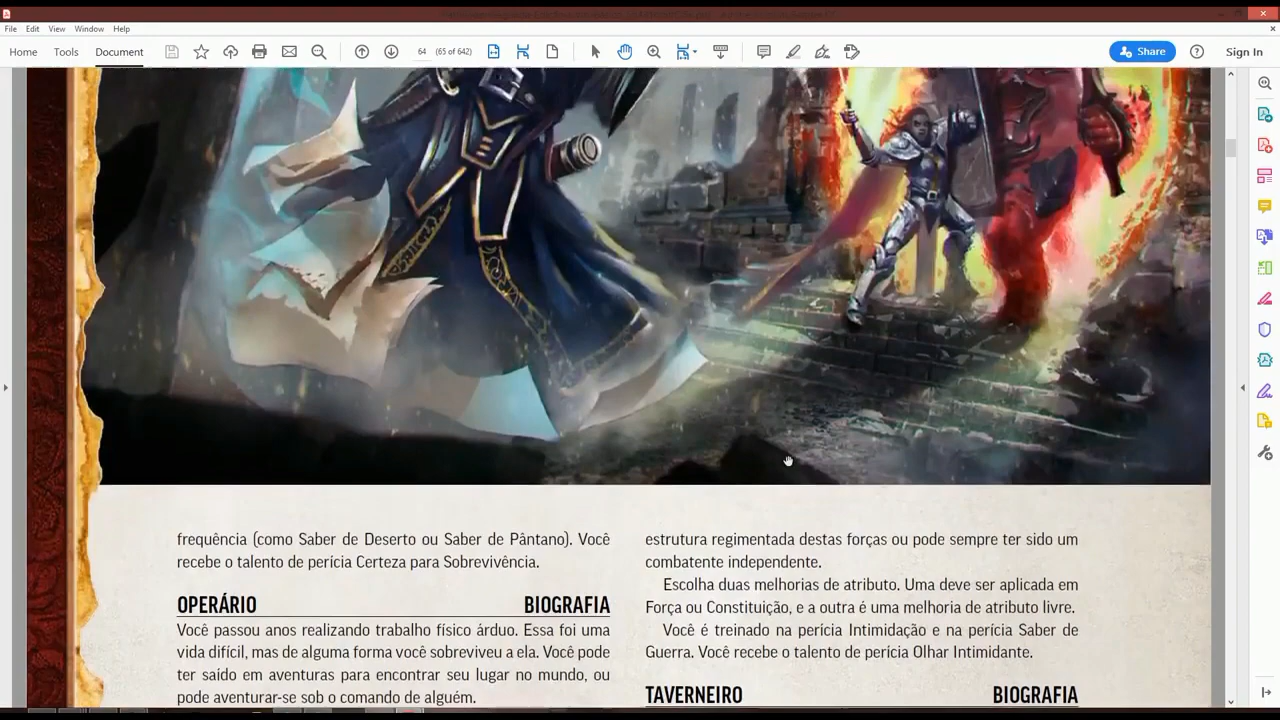 File Edit View Window Help
Home Tools Document 64 (65 of 642) Share Sign In
frequência (como Saber de Deserto ou Saber de Pântano). Você
recebe o talento de perícia Certeza para Sobrevivência.
OPERÁRIO BIOGRAFIA
Você passou anos realizando trabalho físico árduo. Essa foi uma
vida difícil, mas de alguma forma você sobreviveu a ela. Você pode
ter saído em aventuras para encontrar seu lugar no mundo, ou
pode aventurar-se sob o comando de alguém.
estrutura regimentada destas forças ou pode sempre ter sido um
combatente independente.
Escolha duas melhorias de atributo. Uma deve ser aplicada em
Força ou Constituição, e a outra é uma melhoria de atributo livre.
Você é treinado na perícia Intimidação e na perícia Saber de
Guerra. Você recebe o talento de perícia Olhar Intimidante.
TAVERNEIRO BIOGRAFIA